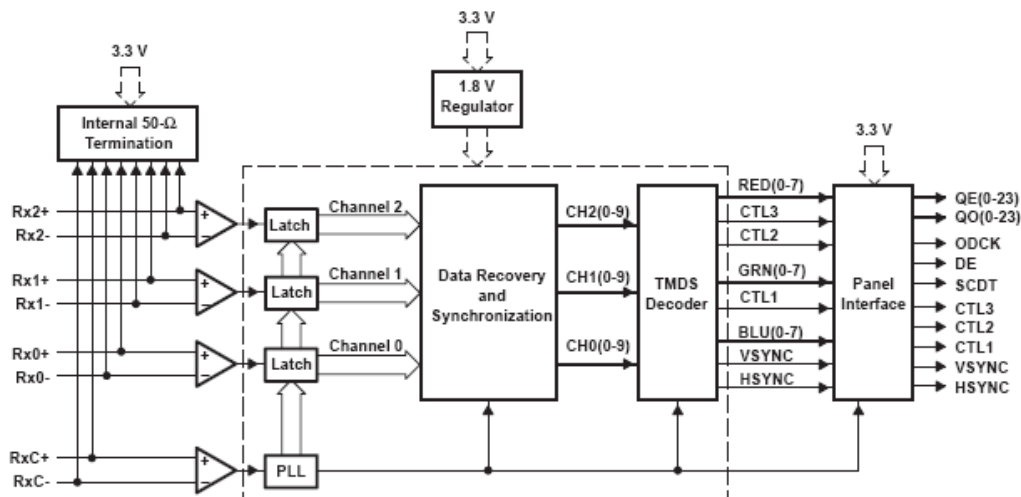 3.3 V
3.3 V
1.8 V
Regulator
Internal 50-Ω
Termination
3.3 V
Rx2+
Rx2-
+
−
Latch
Channel 2
CH2(0-9)
RED(0-7)
CTL3
CTL2
QE(0-23)
QO(0-23)
ODCK
DE
Rx1+
Rx1-
+
−
Latch
Channel 1
Data Recovery
and
Synchronization
CH1(0-9)
TMDS
Decoder
GRN(0-7)
CTL1
Panel
Interface
SCDT
CTL3
CTL2
Rx0+
Rx0-
+
−
Latch
Channel 0
CH0(0-9)
BLU(0-7)
VSYNC
HSYNC
CTL1
VSYNC
HSYNC
RxC+
RxC-
+
−
PLL